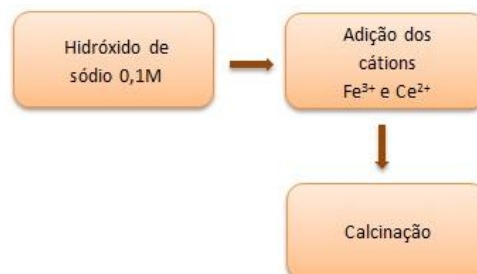 Hidróxido de
sódio 0,1M
Adição dos
cátions
Fe³⁺ e Ce²⁺
Calcinação